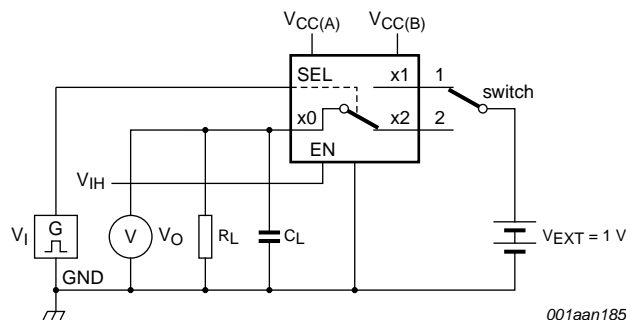 VCC(A) VCC(B)
SEL x1 1
switch
x0 x2 2
EN
VIH
VI G V VO RL CL VEXT = 1 V
GND
001aan185